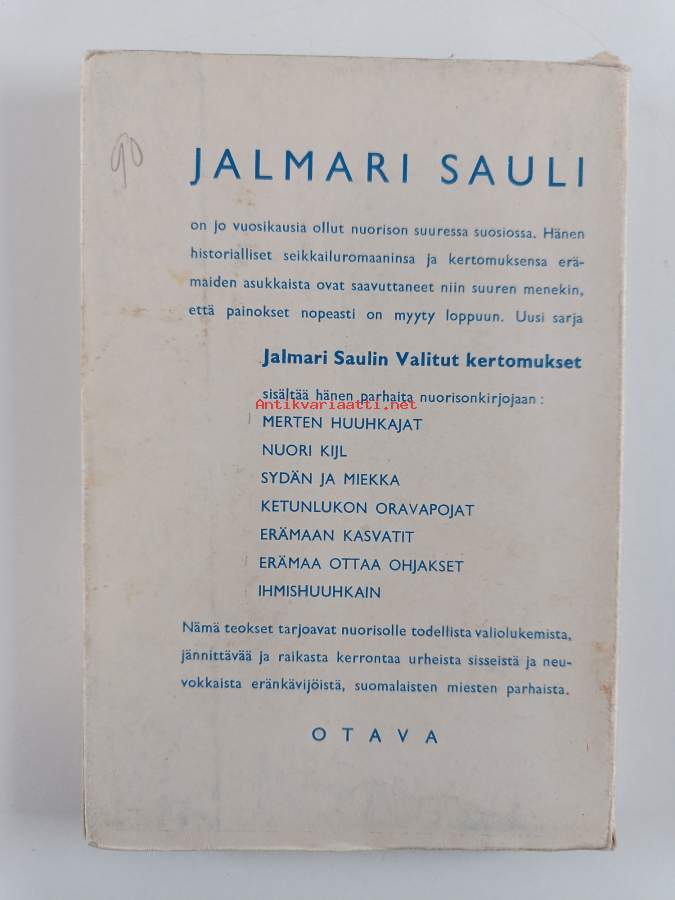 90
JALMARI SAULI
on jo vuosikausia ollut nuorison suuressa suosiossa. Hänen
historialliset seikkailuromaaninsa ja kertomuksensa erä-
maiden asukkaista ovat saavuttaneet niin suuren menekin,
että painokset nopeasti on myyty loppuun. Uusi sarja
Jalmari Saulin Valitut kertomukset
sisältää hänen parhaita nuorisonkirjojaan:
Antikvariaatti.net
MERTEN HUUHKAJAT
NUORI KIJL
SYDÄN JA MIEKKA
KETUNLUKON ORAVAPOJAT
ERÄMAAN KASVATIT
ERÄMAA OTTAA OHJAKSET
IHMISHUUHKAIN
Nämä teokset tarjoavat nuorisolle todellista valiolukemista,
jännittävää ja raikasta kerrontaa urheista sisseistä ja neu-
vokkaista eränkävijöistä, suomalaisten miesten parhaista.
OTAVA